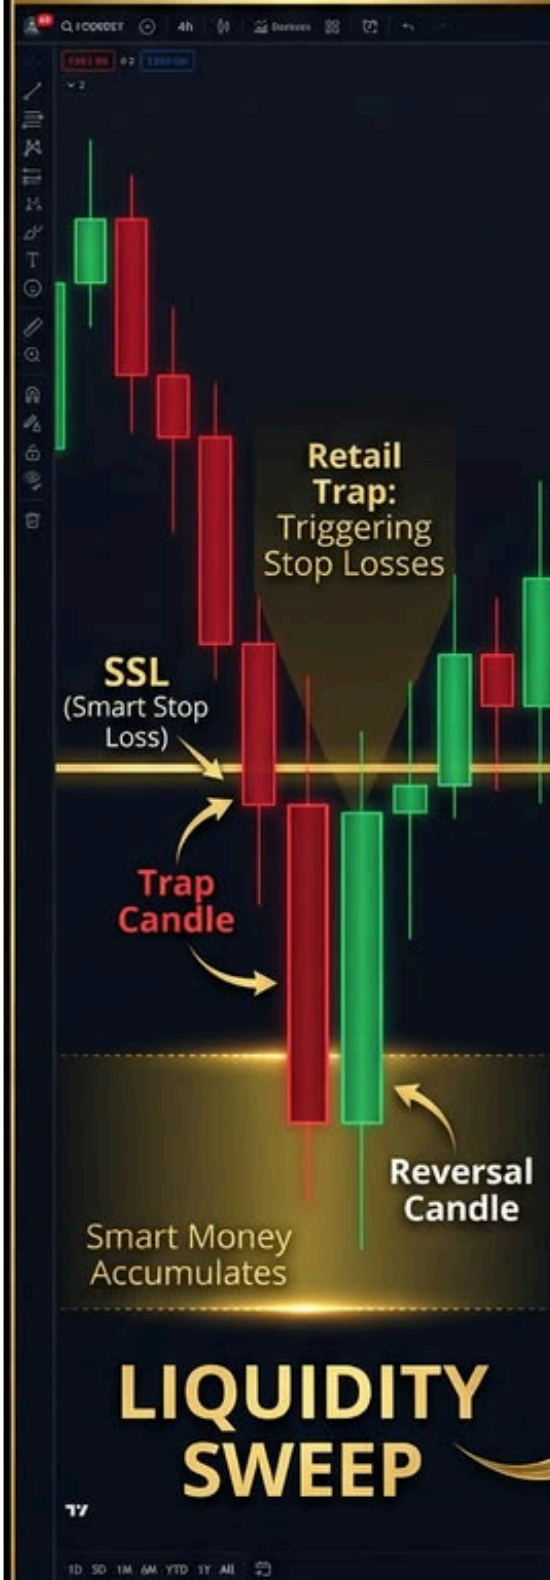 4h
2
Retail
Trap:
Triggering
Stop Losses
SSL
(Smart Stop
Loss)
Trap
Candle
Reversal
Candle
Smart Money
Accumulates
LIQUIDITY
SWEEP
1D 5D 1M 6M YTD 1Y All